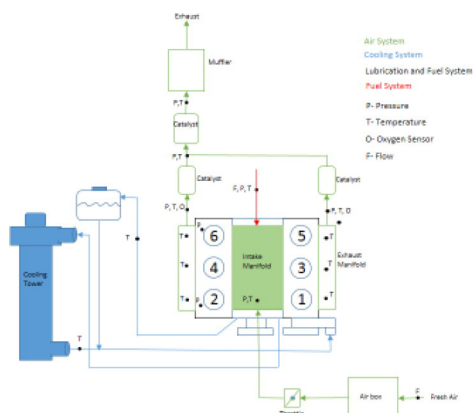 Exhaust
Muffler
P,T
Catalyst
P,T
Catalyst
Catalyst
F, P, T
P, T, O
P, T, O
Air System
Cooling System
Lubrication and Fuel System
Fuel System
P- Pressure
T- Temperature
O- Oxygen Sensor
F- Flow
T
T
P
6
5
T
T
4
Intake
Manifold
3
T
Exhaust
Manifold
T
P
2
P,T
1
T
Cooling
Tower
T
Air box
F
Fresh Air
Throttle